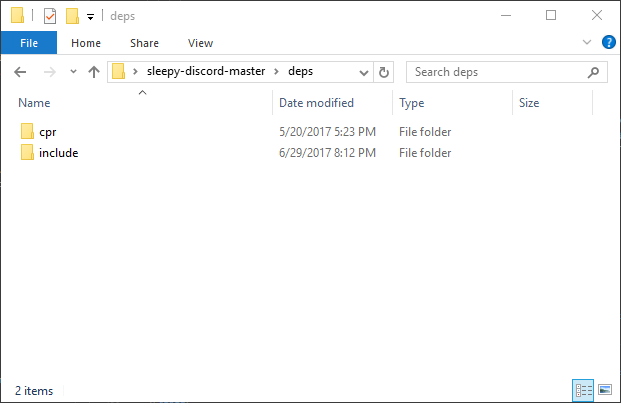 deps
File Home Share View
sleepy-discord-master deps Search deps
Name Date modified Type Size
cpr 5/20/2017 5:23 PM File folder
include 6/29/2017 8:12 PM File folder
2 items